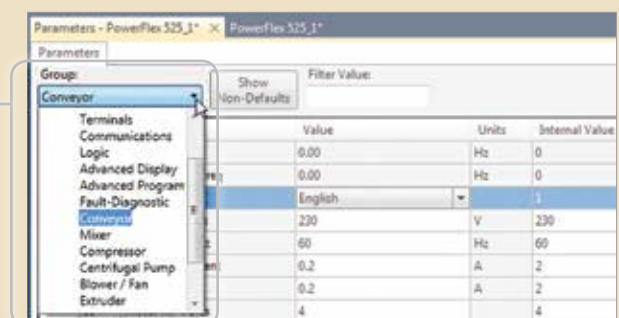 Parameters - PowerFlex 525_1* PowerFlex 525_1*
Parameters
Group: Show Non-Defaults Filter Value:
Conveyor
Value Units Internal Value
Terminals
Communications
Logic
Advanced Display
Advanced Program
Fault-Diagnostic
Conveyor
Mixer
Compressor
Centrifugal Pump
Blower / Fan
Extruder
0.00 Hz 0
0.00 Hz 0
English 1
230 V 230
60 Hz 60
0.2 A 2
0.2 A 2
4 4